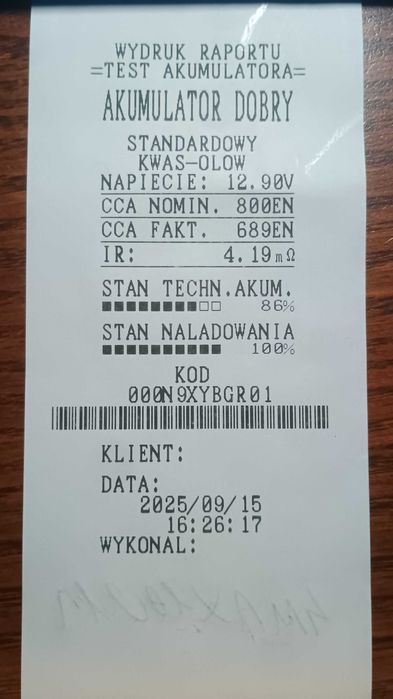 WYDRUK RAPORTU
=TEST AKUMULATORA=
AKUMULATOR DOBRY
STANDARDOWY
KWAS-OLOW
NAPIECIE: 12.90V
CCA NOMIN. 800EN
CCA FAKT. 689EN
IR: 4.19mΩ
STAN TECHN.AKUM.
86%
STAN NALADOWANIA
100%
KOD
000N9XYBGR01
KLIENT:
DATA:
2025/09/15
16:26:17
WYKONAL: